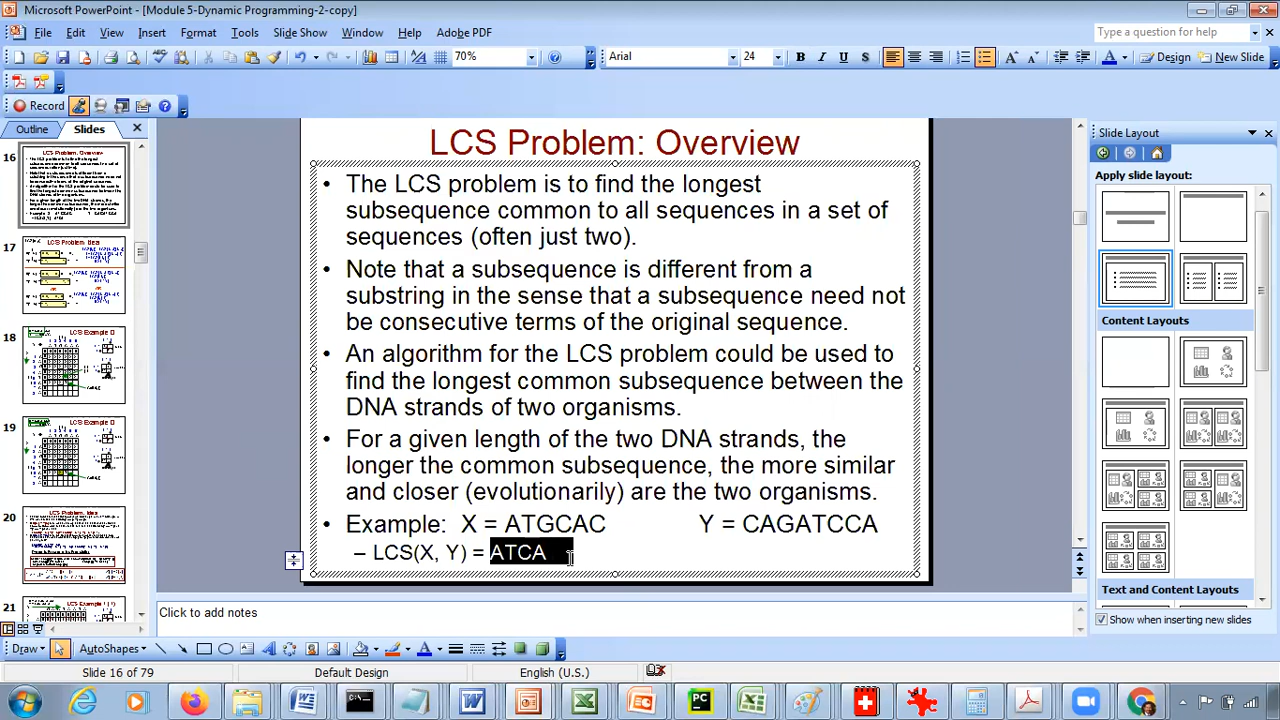 Microsoft PowerPoint - [Module 5-Dynamic Programming-2-copy]
File Edit View Insert Format Tools Slide Show Window Help Adobe PDF
Type a question for help
70%
Arial
24
B I U S
A
Design
New Slide
Record
Outline
Slides
16
LCS Problem: Overview
17
18
19
20
21
LCS Problem: Overview
• The LCS problem is to find the longest
subsequence common to all sequences in a set of
sequences (often just two).
• Note that a subsequence is different from a
substring in the sense that a subsequence need not
be consecutive terms of the original sequence.
• An algorithm for the LCS problem could be used to
find the longest common subsequence between the
DNA strands of two organisms.
• For a given length of the two DNA strands, the
longer the common subsequence, the more similar
and closer (evolutionarily) are the two organisms.
• Example: X = ATGCAC Y = CAGATCCA
– LCS(X, Y) = ATCA
Click to add notes
Slide Layout
Apply slide layout:
Content Layouts
Text and Content Layouts
Show when inserting new slides
Draw
AutoShapes
Slide 16 of 79
Default Design
English (U.S.)